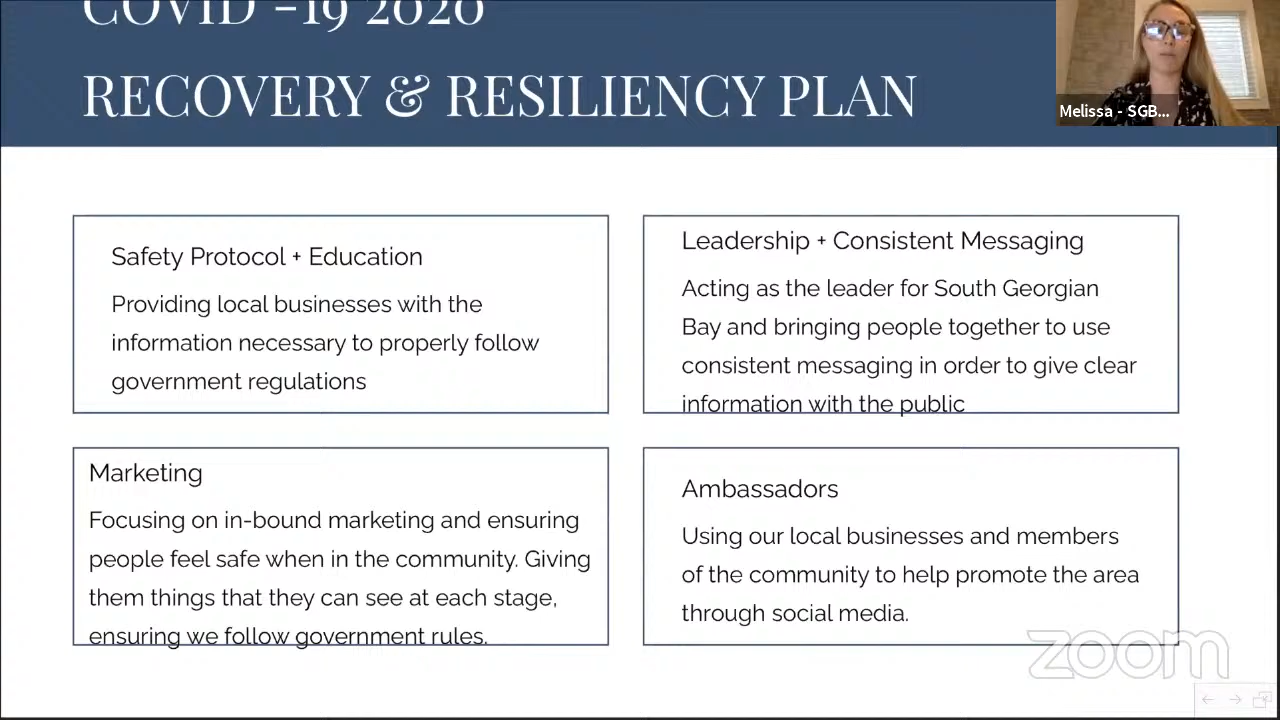 COVID -19 2020
RECOVERY & RESILIENCY PLAN
Melissa - SGB...
Safety Protocol + Education
Providing local businesses with the
information necessary to properly follow
government regulations
Leadership + Consistent Messaging
Acting as the leader for South Georgian
Bay and bringing people together to use
consistent messaging in order to give clear
information with the public
Marketing
Focusing on in-bound marketing and ensuring
people feel safe when in the community. Giving
them things that they can see at each stage,
ensuring we follow government rules.
Ambassadors
Using our local businesses and members
of the community to help promote the area
through social media.
zoom